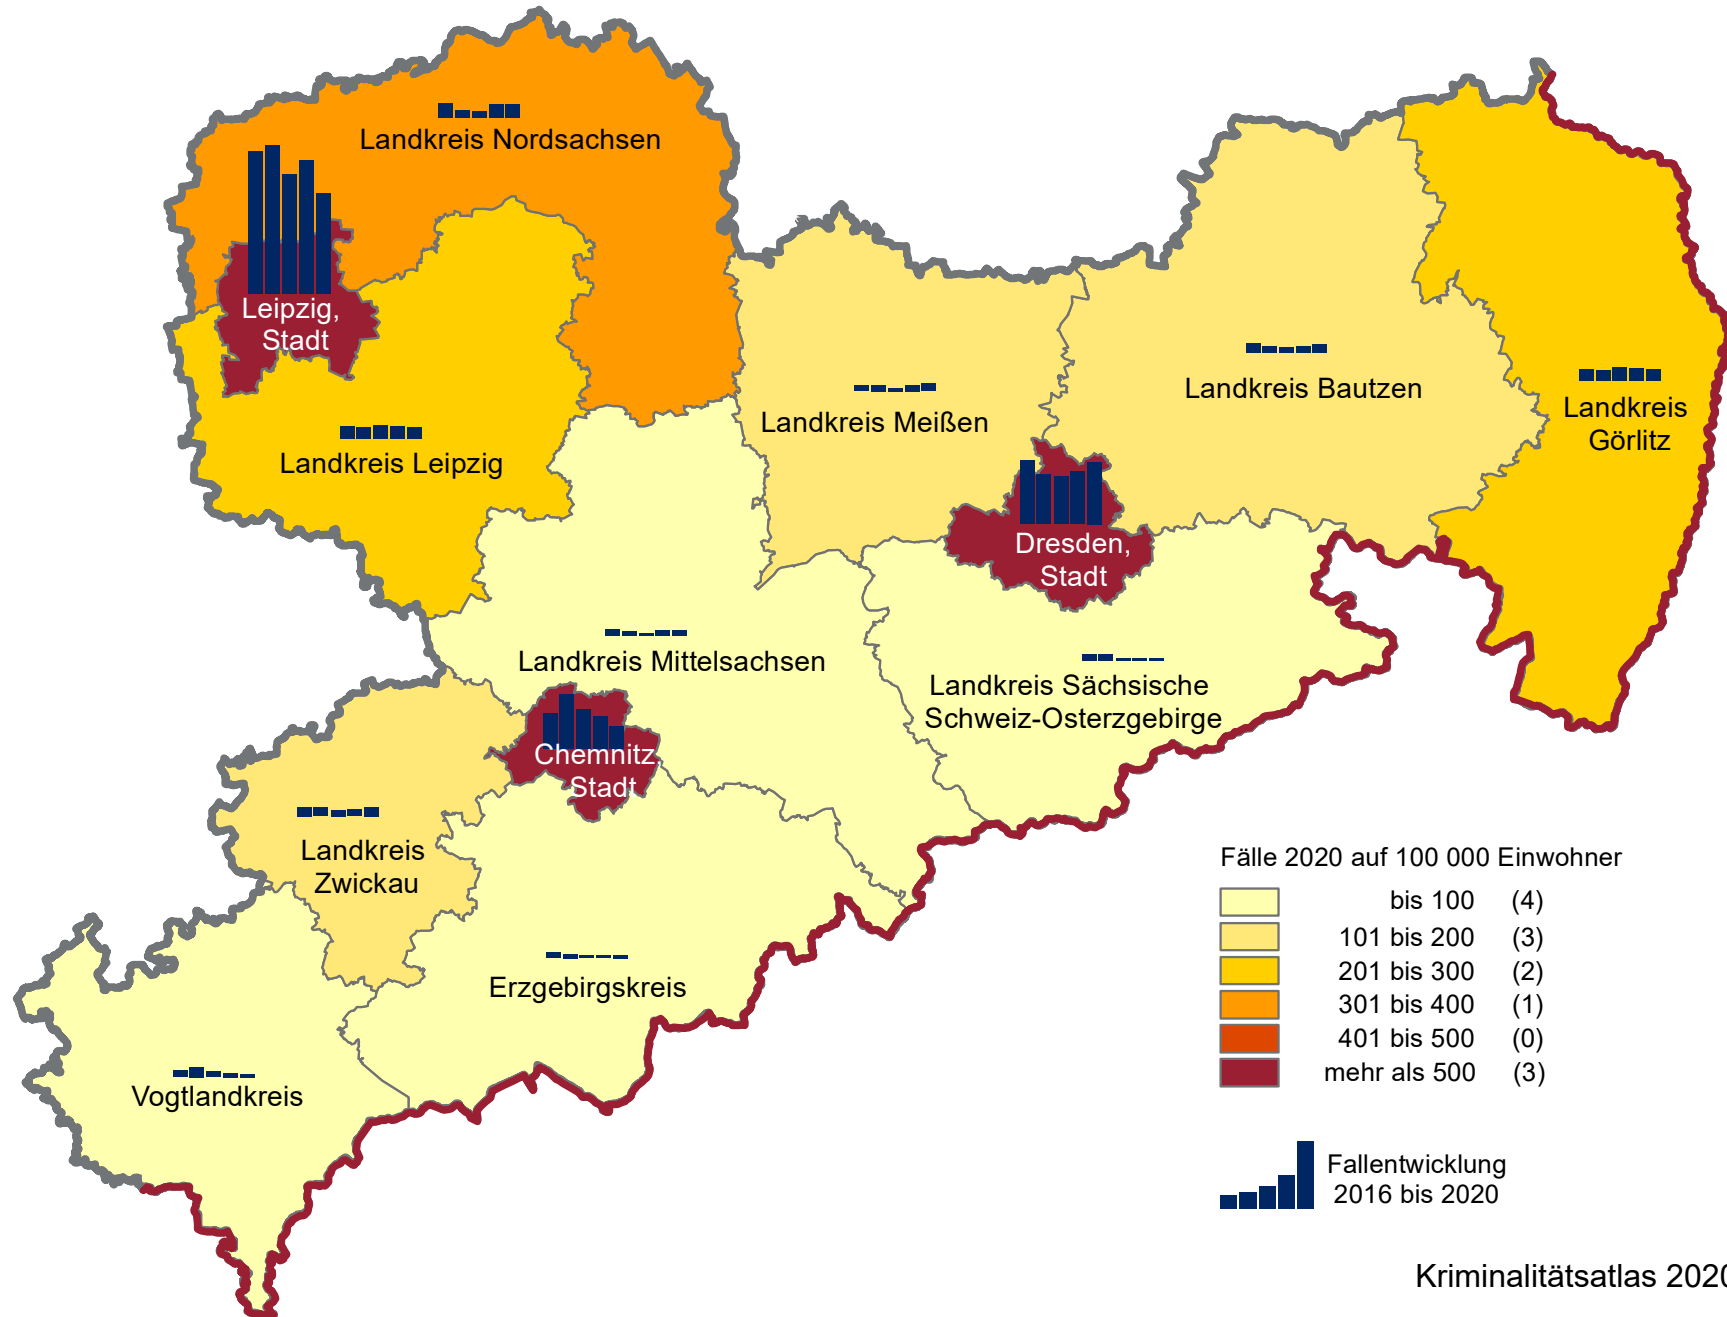 Landkreis Nordsachsen
Leipzig,
Stadt
Landkreis Leipzig
Landkreis Meißen
Landkreis Bautzen
Landkreis
Görlitz
Dresden,
Stadt
Landkreis Mittelsachsen
Landkreis Sächsische
Schweiz-Osterzgebirge
Chemnitz
Stadt
Landkreis
Zwickau
Erzgebirgskreis
Vogtlandkreis
Fälle 2020 auf 100 000 Einwohner
bis 100 (4)
101 bis 200 (3)
201 bis 300 (2)
301 bis 400 (1)
401 bis 500 (0)
mehr als 500 (3)
Fallentwicklung
2016 bis 2020
Kriminalitätsatlas 2020